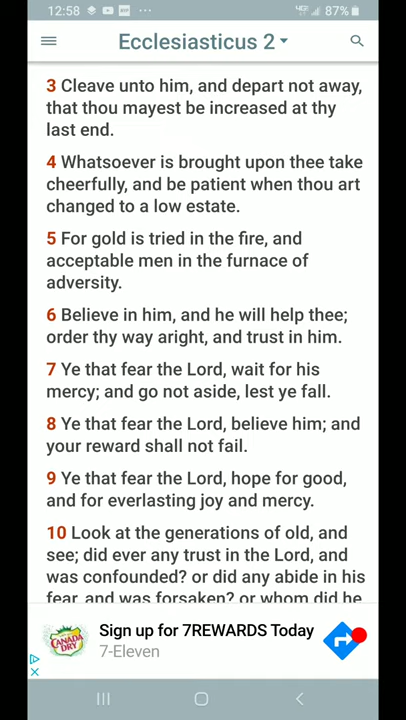 12:58 87%
Ecclesiasticus 2
3 Cleave unto him, and depart not away,
that thou mayest be increased at thy
last end.
4 Whatsoever is brought upon thee take
cheerfully, and be patient when thou art
changed to a low estate.
5 For gold is tried in the fire, and
acceptable men in the furnace of
adversity.
6 Believe in him, and he will help thee;
order thy way aright, and trust in him.
7 Ye that fear the Lord, wait for his
mercy; and go not aside, lest ye fall.
8 Ye that fear the Lord, believe him; and
your reward shall not fail.
9 Ye that fear the Lord, hope for good,
and for everlasting joy and mercy.
10 Look at the generations of old, and
see; did ever any trust in the Lord, and
was confounded? or did any abide in his
fear, and was forsaken? or whom did he
CANADA
DRY
Sign up for 7REWARDS Today
7-Eleven